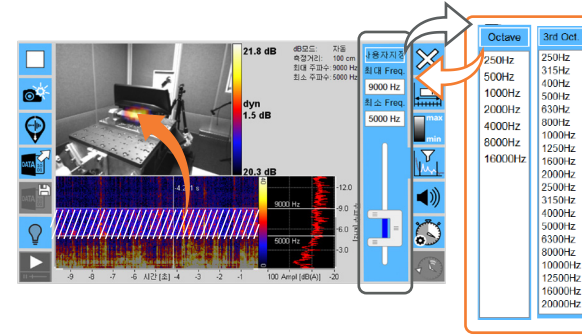 21.8 dB
dyn
1.5 dB
20.3 dB
dB모드: 자동
측정거리: 100 cm
최대 주파수: 9000 Hz
최소 주파수: 5000 Hz
사용자지정
최대 Freq.
9000 Hz
최소 Freq.
5000 Hz
max
min
DATA
DATA
9000 Hz
5000 Hz
-12.0
-9.0
-6.0
-3.0
-9 -8 -7 -6 시간 [초] -4 -3 -2 -1
100 Ampl [dB(A)] -20
Octave
250Hz
500Hz
1000Hz
2000Hz
4000Hz
8000Hz
16000Hz
3rd Oct.
250Hz
315Hz
400Hz
500Hz
630Hz
800Hz
1000Hz
1250Hz
1600Hz
2000Hz
2500Hz
3150Hz
4000Hz
5000Hz
6300Hz
8000Hz
10000Hz
12500Hz
16000Hz
20000Hz